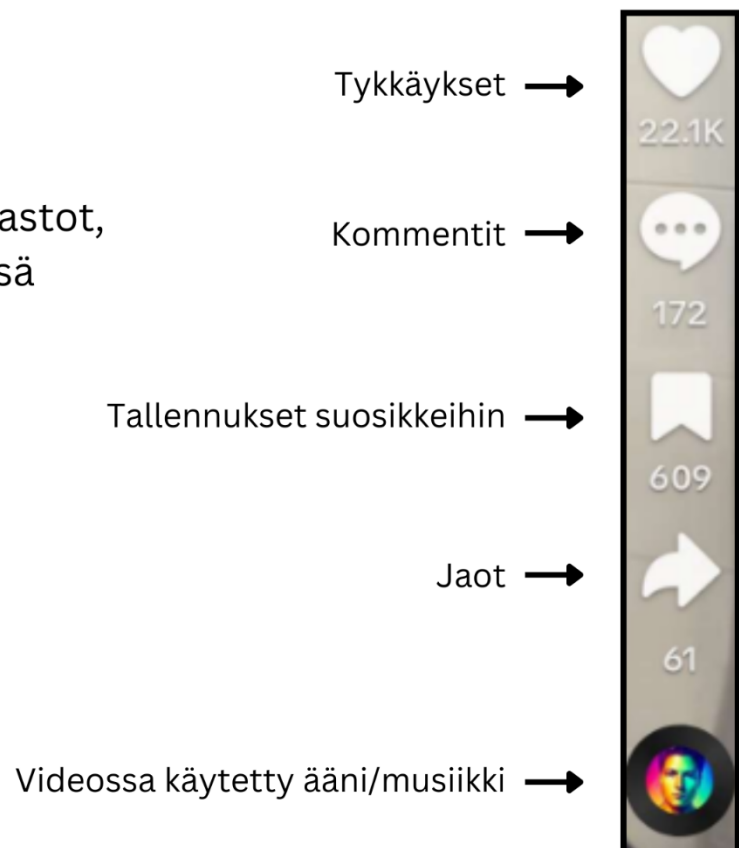 astot,
sä
Tykkäykset
22.1K
Kommentit
172
Tallennukset suosikkeihin
609
Jaot
61
Videossa käytetty ääni/musiikki